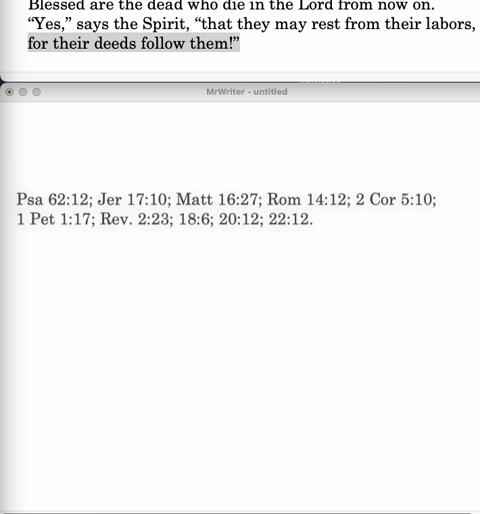 Blessed are the dead who die in the Lord from now on.
“Yes,” says the Spirit, “that they may rest from their labors,
for their deeds follow them!”
MrWriter - untitled
Psa 62:12; Jer 17:10; Matt 16:27; Rom 14:12; 2 Cor 5:10;
1 Pet 1:17; Rev. 2:23; 18:6; 20:12; 22:12.